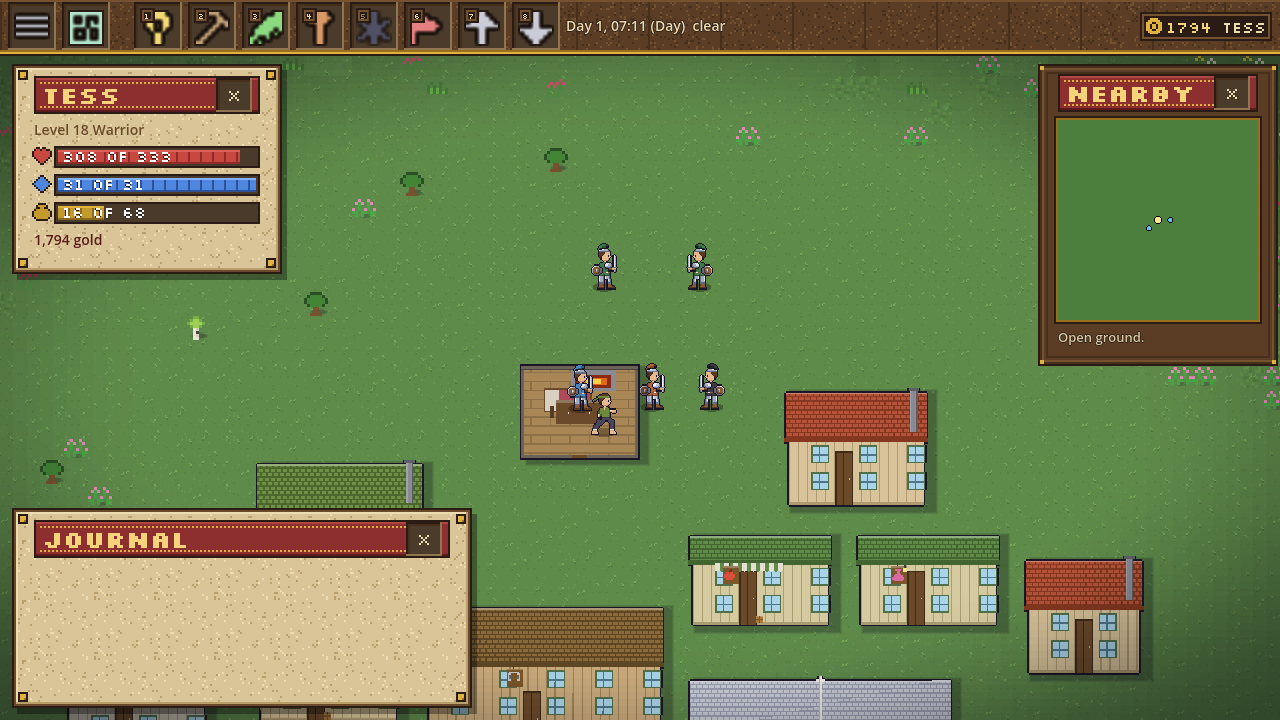 1 2 3 4 5 6 7 8
Day 1, 07:11 (Day) clear
1794 TESS
TESS
Level 18 Warrior
308 OF 333
31 OF 31
18 OF 68
1,794 gold
NEARBY
Open ground.
JOURNAL